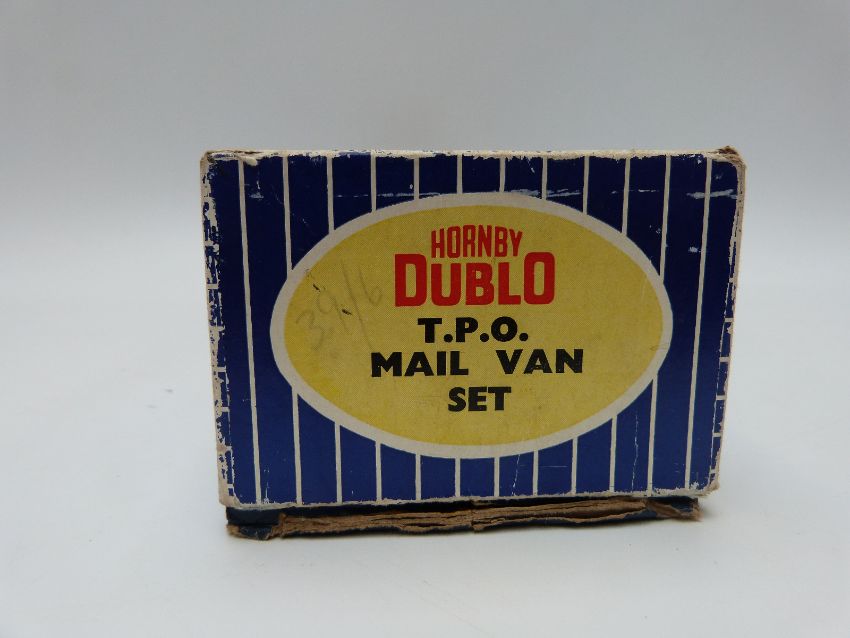 HORNBY
DUBLO
T.P.O.
MAIL VAN
SET
39/6